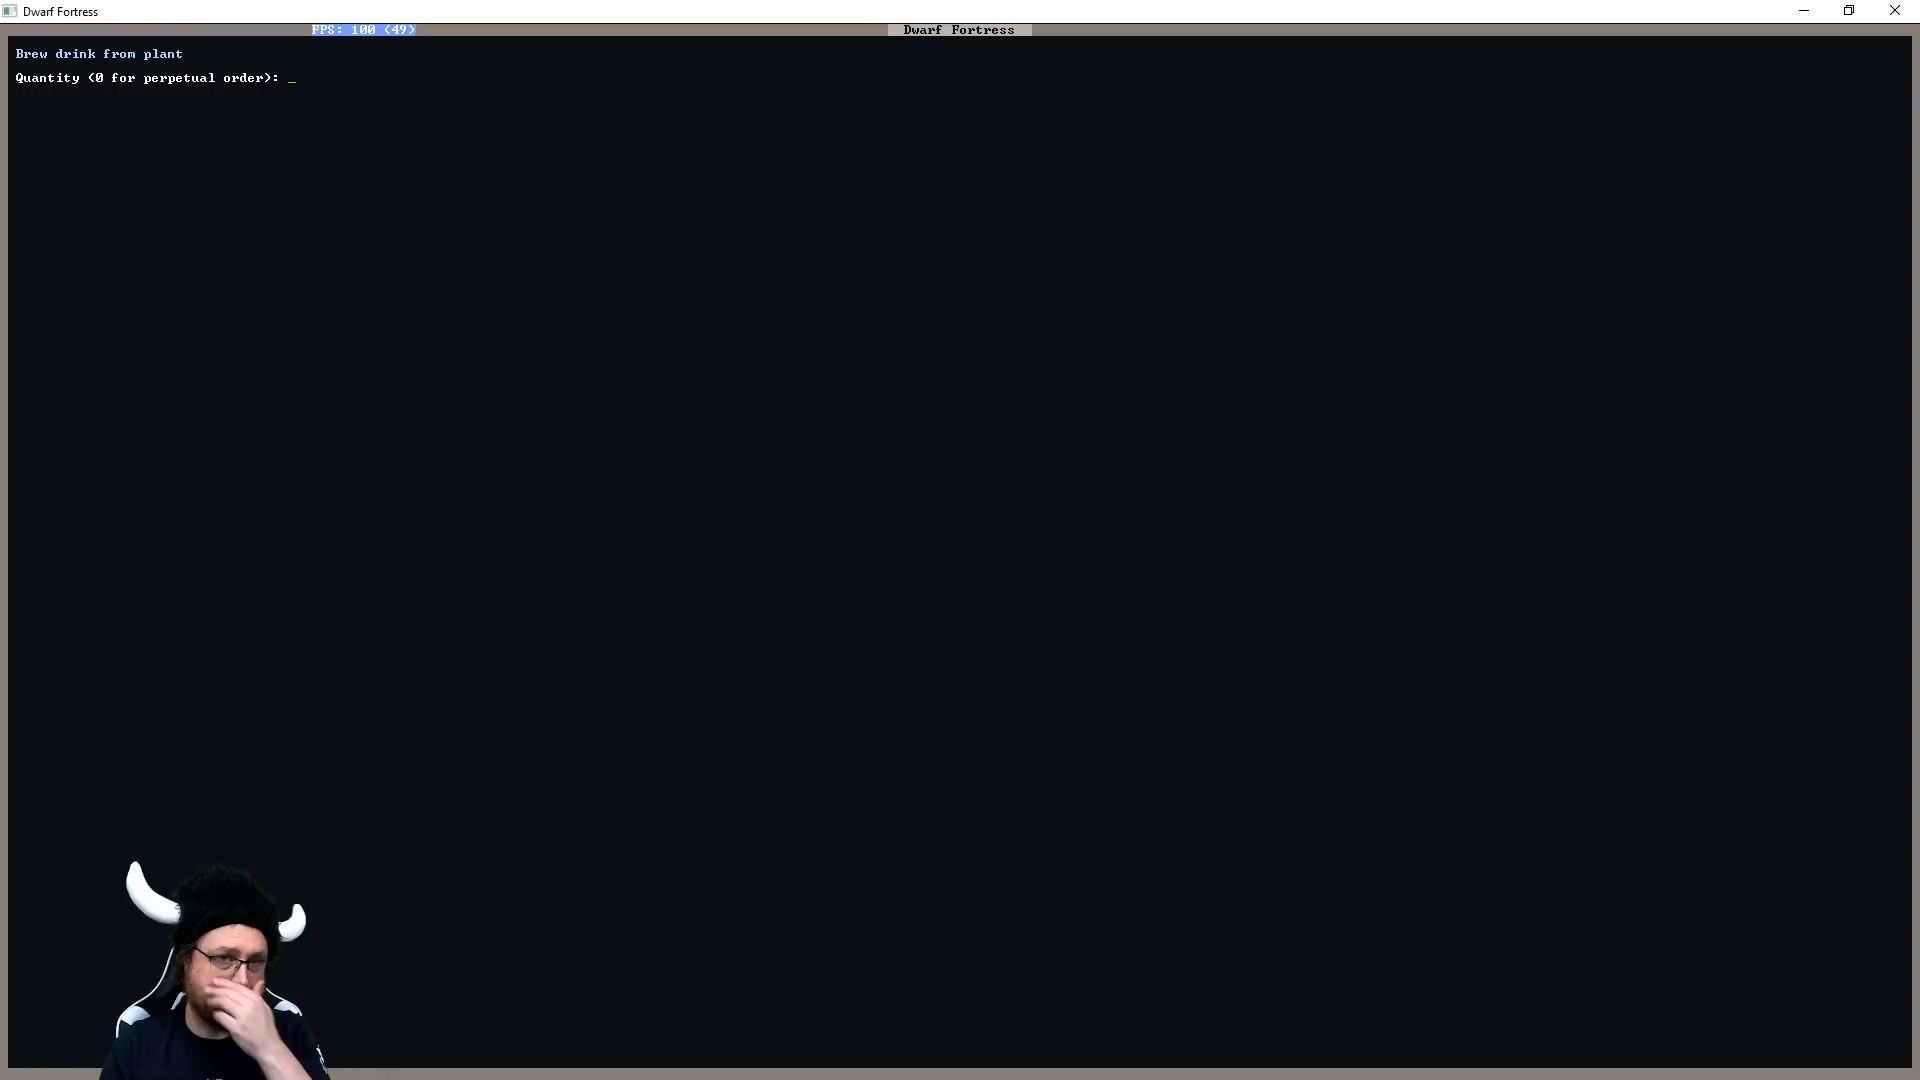 Dwarf Fortress
FPS: 100 (49)
Dwarf Fortress
Brew drink from plant
Quantity (0 for perpetual order): _